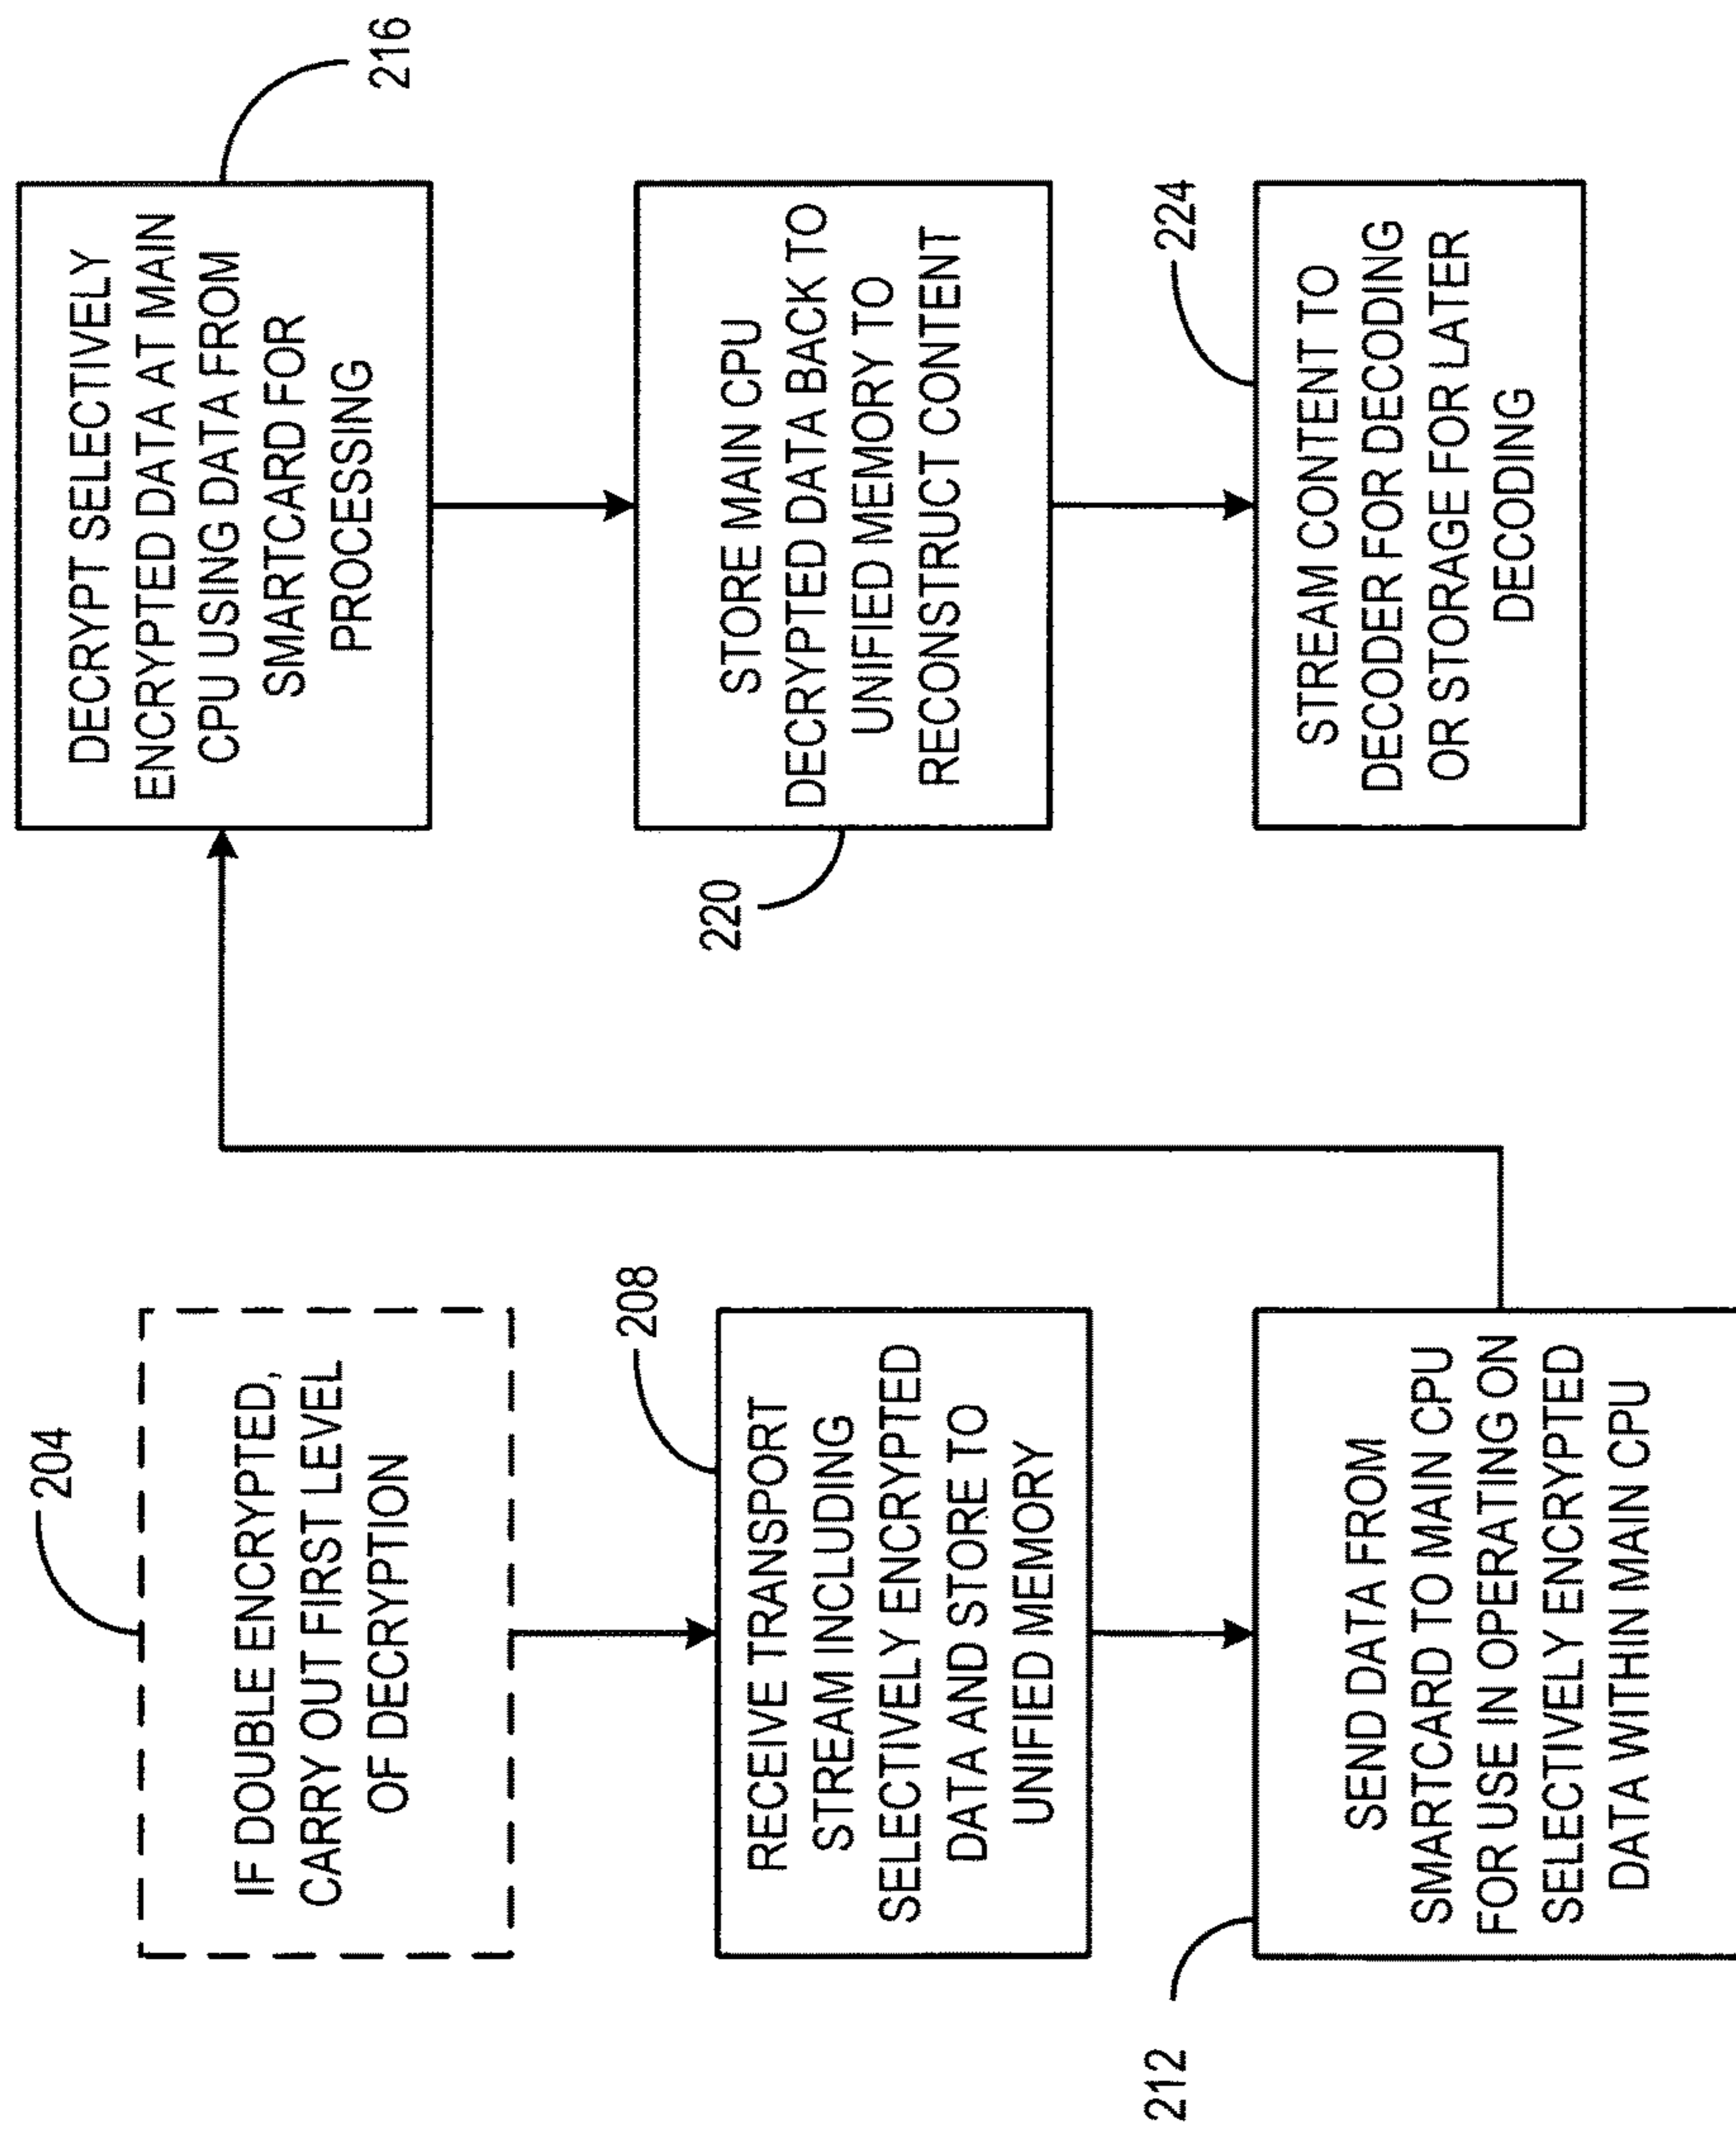 204
IF DOUBLE ENCRYPTED,
CARRY OUT FIRST LEVEL
OF DECRYPTION
208
RECEIVE TRANSPORT
STREAM INCLUDING
SELECTIVELY ENCRYPTED
DATA AND STORE TO
UNIFIED MEMORY
212
SEND DATA FROM
SMARTCARD TO MAIN CPU
FOR USE IN OPERATING ON
SELECTIVELY ENCRYPTED
DATA WITHIN MAIN CPU
216
DECRYPT SELECTIVELY
ENCRYPTED DATA AT MAIN
CPU USING DATA FROM
SMARTCARD FOR
PROCESSING
220
STORE MAIN CPU
DECRYPTED DATA BACK TO
UNIFIED MEMORY TO
RECONSTRUCT CONTENT
224
STREAM CONTENT TO
DECODER FOR DECODING
OR STORAGE FOR LATER
DECODING